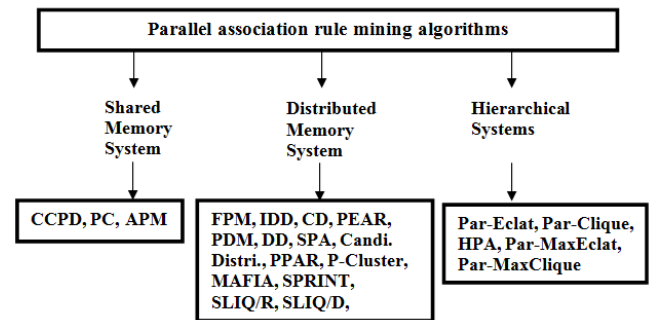 Parallel association rule mining algorithms
Shared
Memory
System
Distributed
Memory
System
Hierarchical
Systems
CCPD, PC, APM
FPM, IDD, CD, PEAR,
PDM, DD, SPA, Candi.
Distri., PPAR, P-Cluster,
MAFIA, SPRINT,
SLIQ/R, SLIQ/D,
Par-Eclat, Par-Clique,
HPA, Par-MaxEclat,
Par-MaxClique